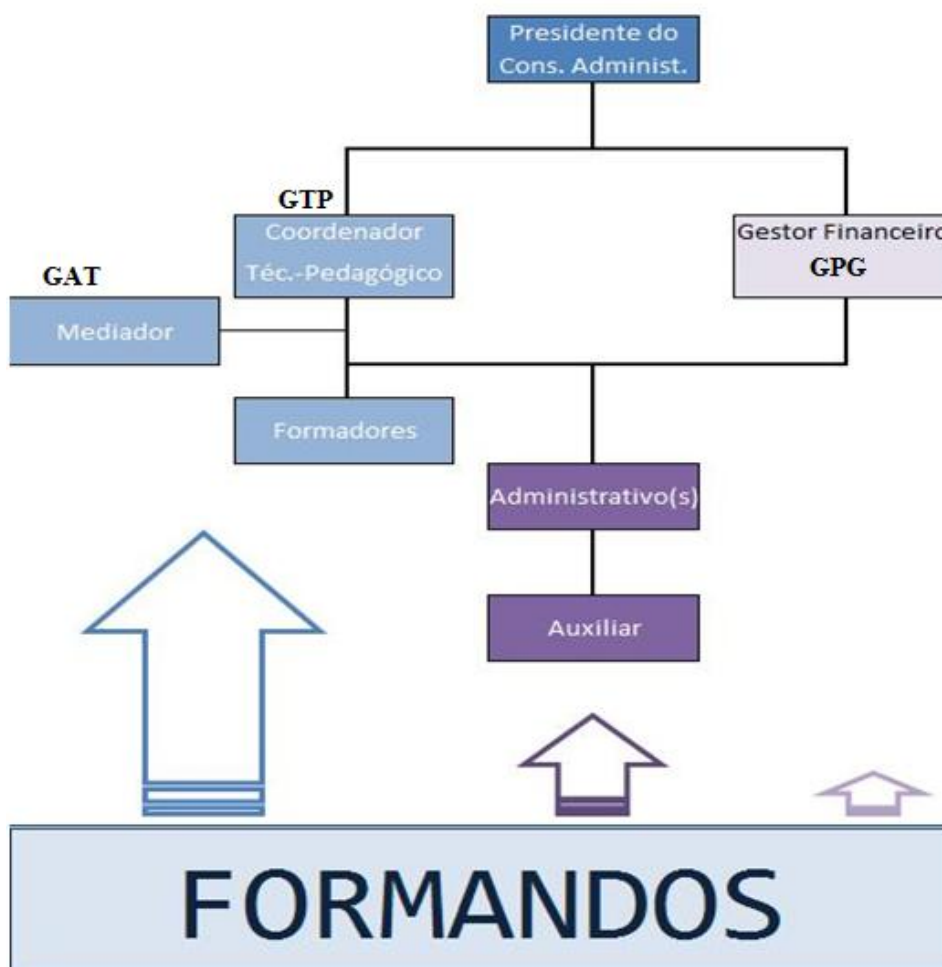 Presidente do
Cons. Administ.
GTP
Coordenador
Téc.-Pedagógico
Gestor Financeiro
GPG
GAT
Mediador
Formadores
Administrativo(s)
Auxiliar
FORMANDOS